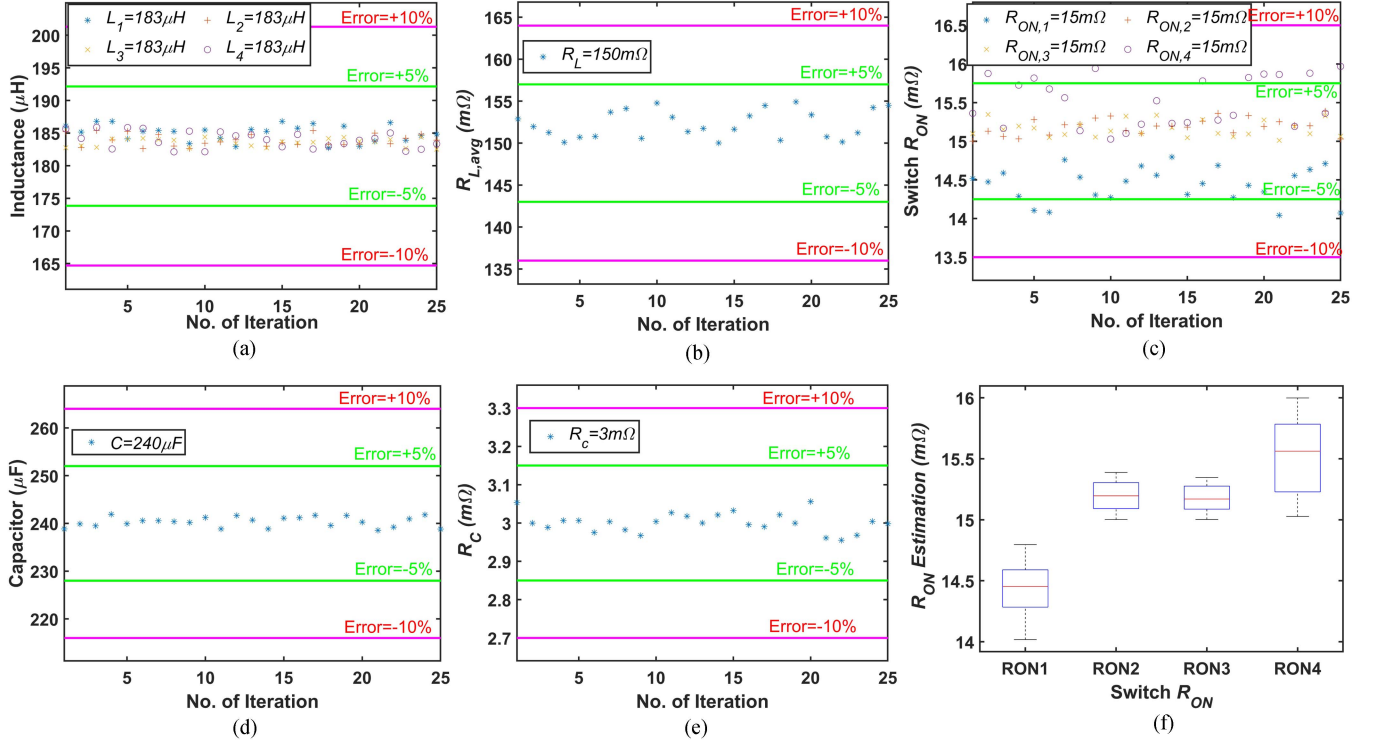 L1=183μH L2=183μH
L3=183μH L4=183μH
Error=+10%
Error=+5%
Error=-5%
Error=-10%
200
195
190
185
180
175
170
165
Inductance (μH)
5 10 15 20 25
No. of Iteration
(a)
RL=150mΩ
Error=+10%
Error=+5%
Error=-5%
Error=-10%
163
159
155
151
147
143
139
135
RL,avg (mΩ)
5 10 15 20 25
No. of Iteration
(b)
RON,1=15mΩ RON,2=15mΩ
RON,3=15mΩ RON,4=15mΩ
Error=+10%
Error=+5%
Error=-5%
Error=-10%
16.5
16
15.5
15
14.5
14
13.5
Switch RON (mΩ)
5 10 15 20 25
No. of Iteration
(c)
C=240μF
Error=+10%
Error=+5%
Error=-5%
Error=-10%
260
250
240
230
220
Capacitor (μF)
5 10 15 20 25
No. of Iteration
(d)
Rc=3mΩ
Error=+10%
Error=+5%
Error=-5%
Error=-10%
3.3
3.2
3.1
3
2.9
2.8
2.7
RC (mΩ)
5 10 15 20 25
No. of Iteration
(e)
16
15.5
15
14.5
14
RON Estimation (mΩ)
RON1 RON2 RON3 RON4
Switch RON
(f)